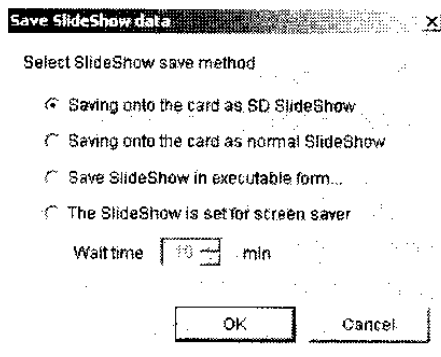 Save SlideShow data
Select SlideShow save method
Saving onto the card as SD SlideShow
Saving onto the card as normal SlideShow
Save SlideShow in executable form...
The SlideShow is set for screen saver
Wait time 10 min
OK Cancel